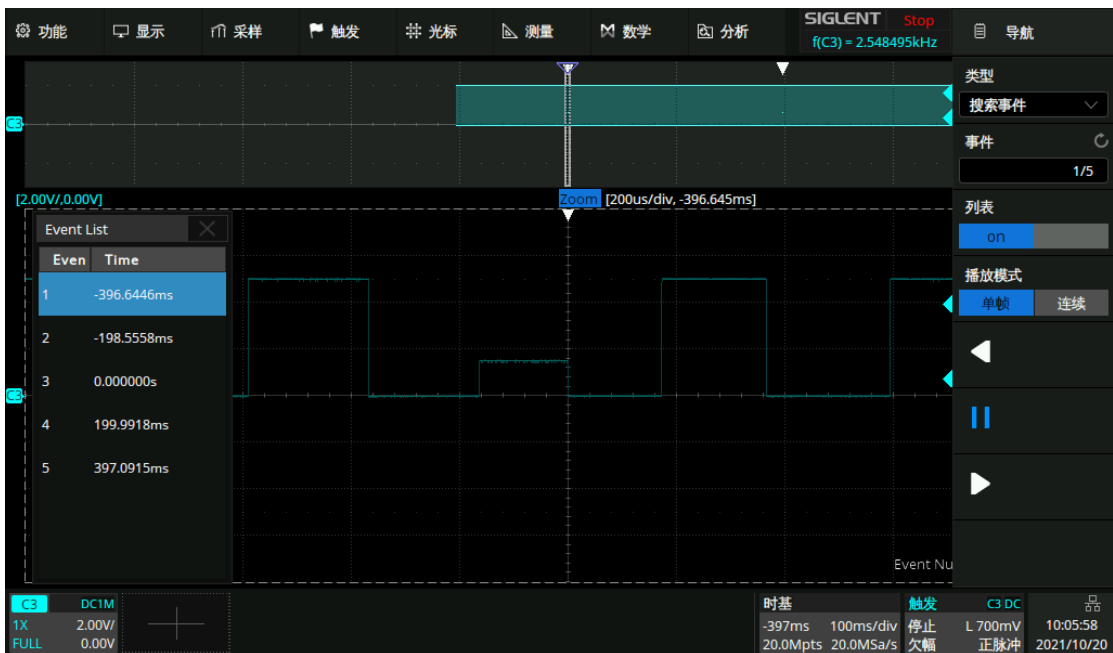 功能 显示 采样 触发 光标 测量 数学 分析 SIGLENT Stop 导航
f(C3) = 2.548495kHz
类型
搜索事件
C3
事件
1/5
[2.00V/,0.00V] Zoom [200us/div, -396.645ms]
列表
on
Event List
Even Time
1 -396.6446ms
2 -198.5558ms
3 0.000000s
4 199.9918ms
5 397.0915ms
播放模式
单帧 连续
C3
Event Nu
C3 DC1M
1X 2.00V/
FULL 0.00V
时基
-397ms 100ms/div
20.0Mpts 20.0MSa/s
触发 C3 DC
停止 L 700mV
欠幅 正脉冲
10:05:58
2021/10/20